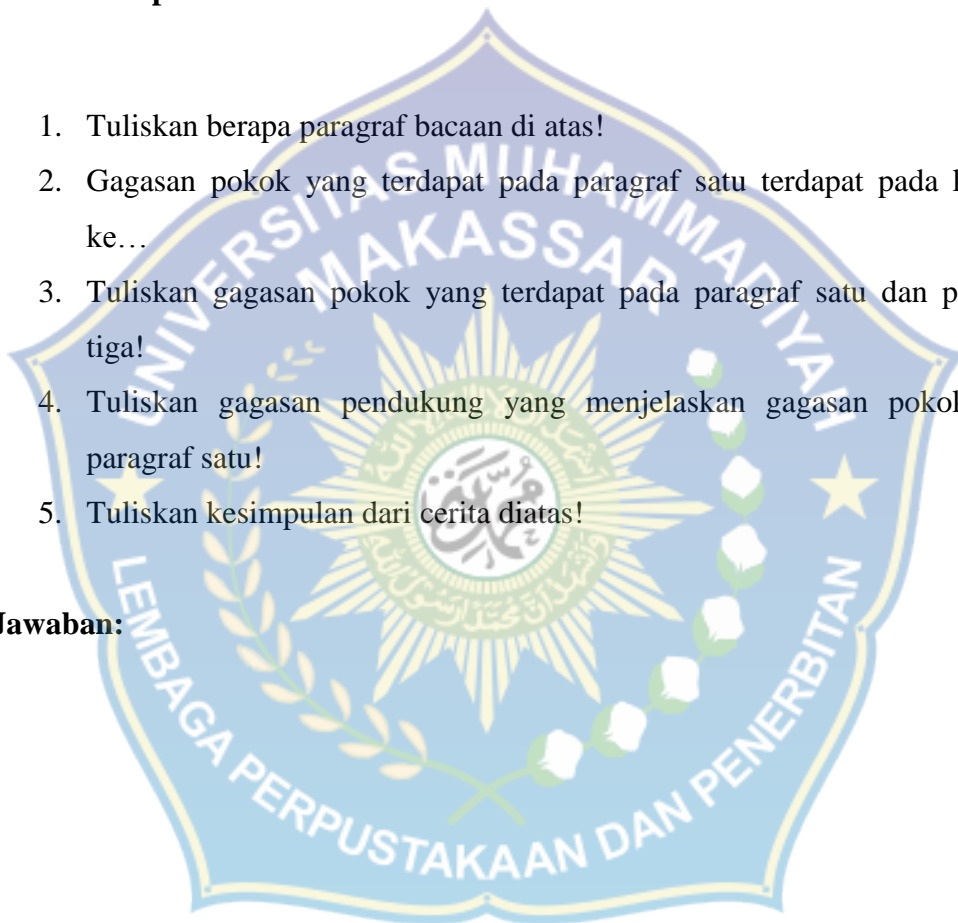 1. Tuliskan berapa paragraf bacaan di atas!
2. Gagasan pokok yang terdapat pada paragraf satu terdapat pada
ke…
3. Tuliskan gagasan pokok yang terdapat pada paragraf satu dan
tiga!
4. Tuliskan gagasan pendukung yang menjelaskan gagasan pokok
paragraf satu!
5. Tuliskan kesimpulan dari cerita diatas!
Jawaban:
UNIVERSITAS MUHAMMADIYAH
MAKASSAR
LEMBAGA PERPUSTAKAAN DAN PENERBITAN